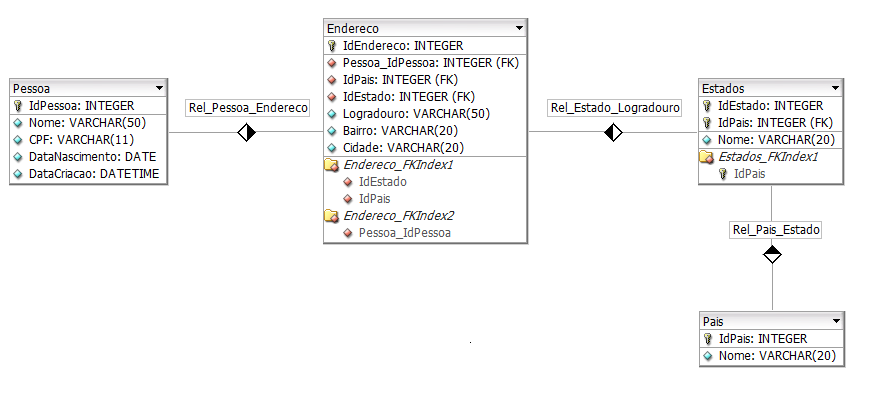 Pessoa
IdPessoa: INTEGER
Nome: VARCHAR(50)
CPF: VARCHAR(11)
DataNascimento: DATE
DataCriacao: DATETIME
Rel_Pessoa_Endereco
Endereco
IdEndereco: INTEGER
Pessoa_IdPessoa: INTEGER (FK)
IdPais: INTEGER (FK)
IdEstado: INTEGER (FK)
Logradouro: VARCHAR(50)
Bairro: VARCHAR(20)
Cidade: VARCHAR(20)
Endereco_FKIndex1
IdEstado
IdPais
Endereco_FKIndex2
Pessoa_IdPessoa
Rel_Estado_Logradouro
Estados
IdEstado: INTEGER
IdPais: INTEGER (FK)
Nome: VARCHAR(20)
Estados_FKIndex1
IdPais
Rel_Pais_Estado
Pais
IdPais: INTEGER
Nome: VARCHAR(20)